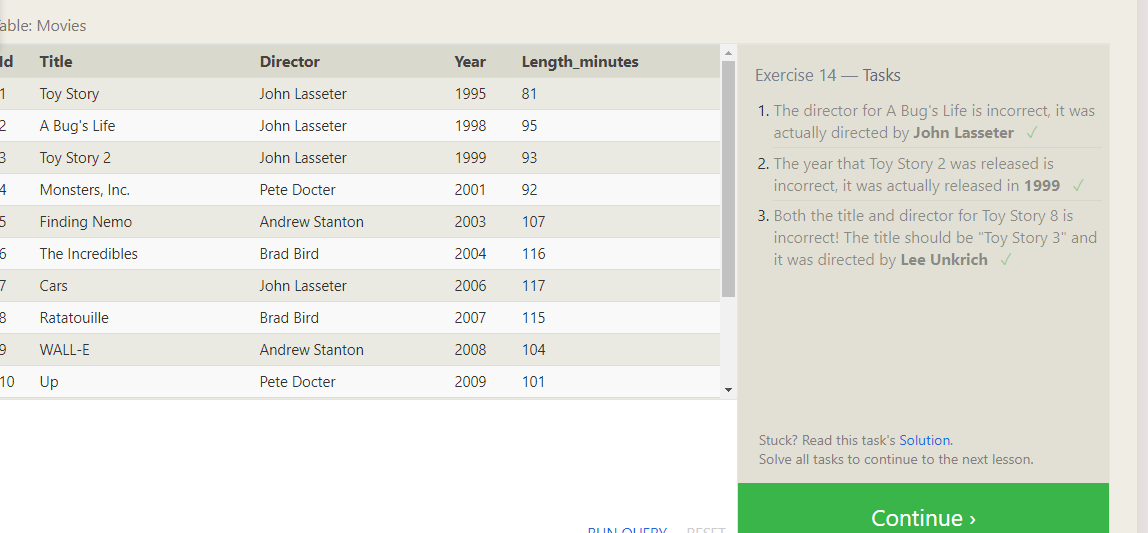 able: Movies
Id Title Director Year Length_minutes
1 Toy Story John Lasseter 1995 81
2 A Bug's Life John Lasseter 1998 95
3 Toy Story 2 John Lasseter 1999 93
4 Monsters, Inc. Pete Docter 2001 92
5 Finding Nemo Andrew Stanton 2003 107
6 The Incredibles Brad Bird 2004 116
7 Cars John Lasseter 2006 117
8 Ratatouille Brad Bird 2007 115
9 WALL-E Andrew Stanton 2008 104
10 Up Pete Docter 2009 101
RUN QUERY RESET
Exercise 14 — Tasks
1. The director for A Bug's Life is incorrect, it was
actually directed by John Lasseter ✓
2. The year that Toy Story 2 was released is
incorrect, it was actually released in 1999 ✓
3. Both the title and director for Toy Story 8 is
incorrect! The title should be "Toy Story 3" and
it was directed by Lee Unkrich ✓
Stuck? Read this task's Solution.
Solve all tasks to continue to the next lesson.
Continue ›